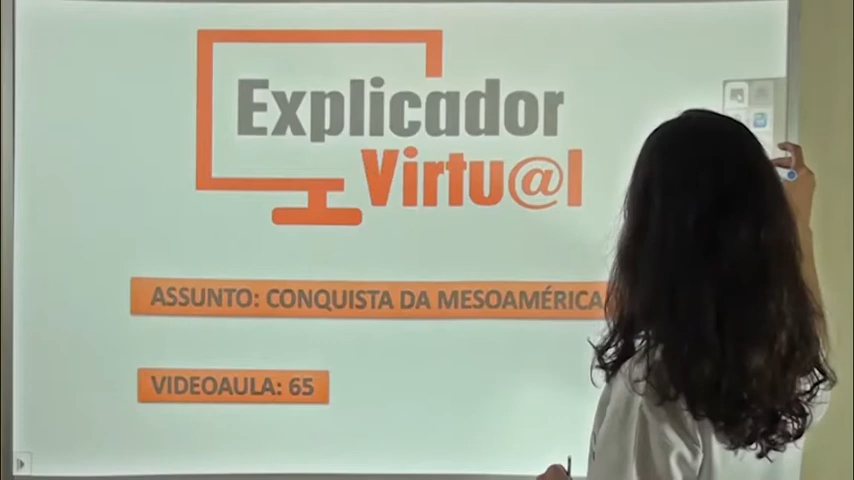 Explicador
Virtu@l
ASSUNTO: CONQUISTA DA MESOAMÉRICA
VIDEOAULA: 65